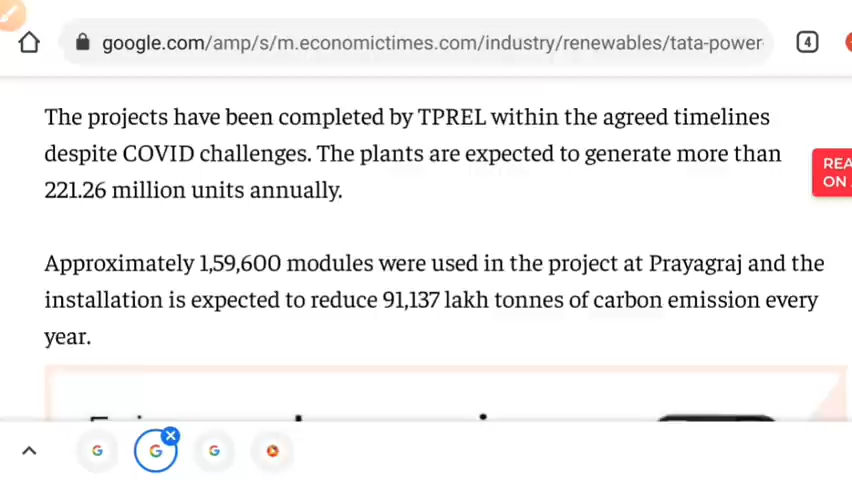 google.com/amp/s/m.economictimes.com/industry/renewables/tata-power
4
The projects have been completed by TPREL within the agreed timelines
despite COVID challenges. The plants are expected to generate more than
221.26 million units annually.
REA
ON
Approximately 1,59,600 modules were used in the project at Prayagraj and the
installation is expected to reduce 91,137 lakh tonnes of carbon emission every
year.